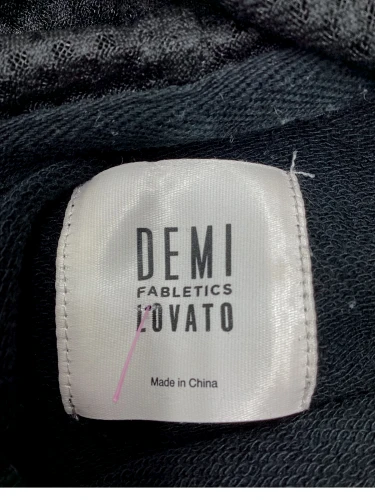 DEMI
FABLETICS
LOVATO
Made in China